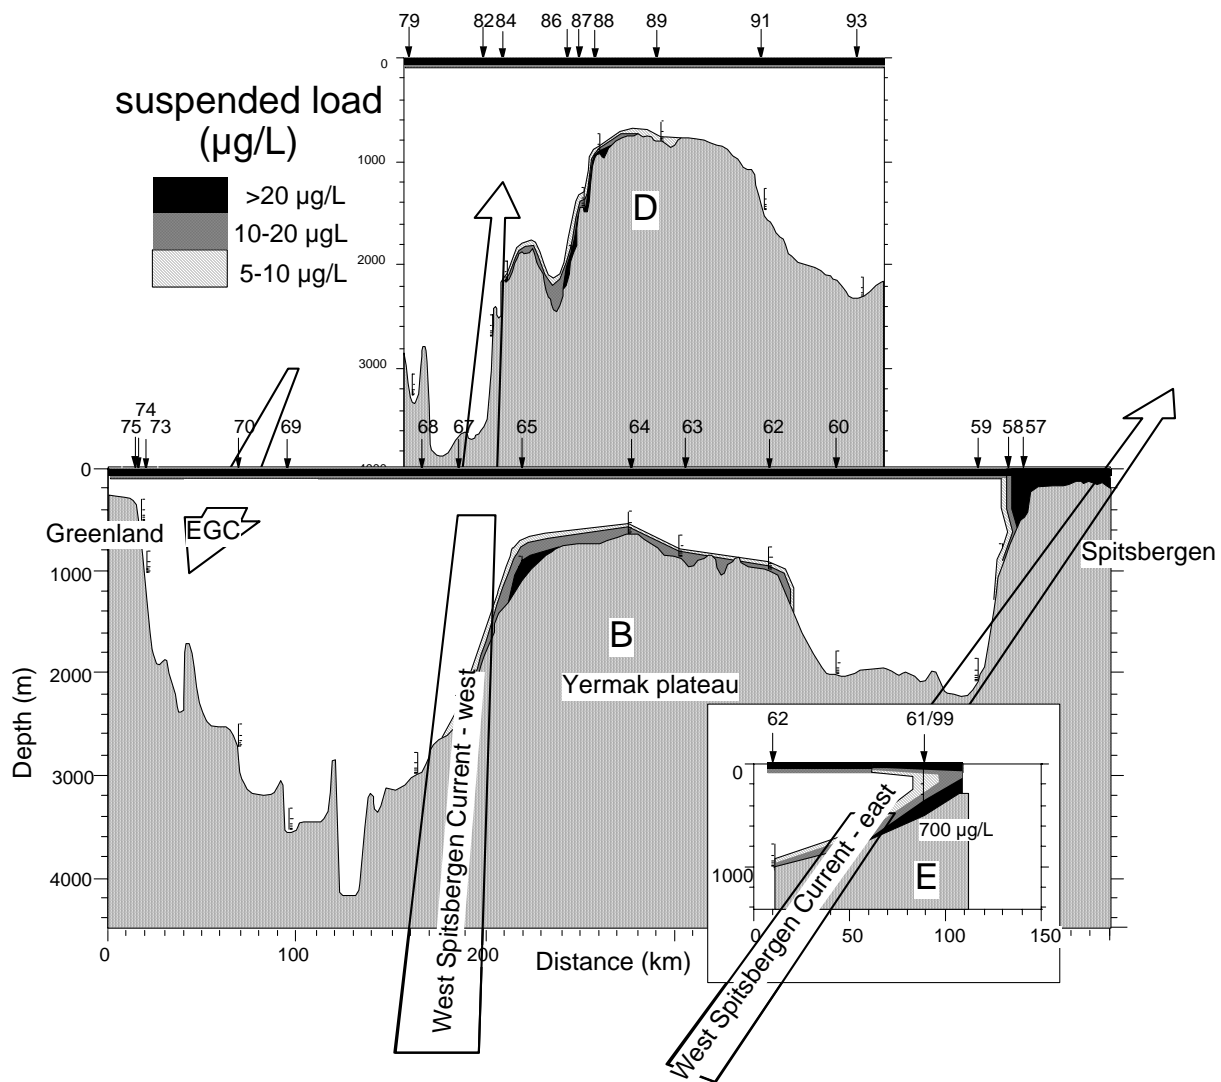 79 82 84 86 87 88 89 91 93
0
suspended load
(µg/L)
>20 µg/L
10-20 µgL
5-10 µg/L
1000
D
2000
3000
74
75 73 70 69 68 67 65 64 63 62 60 59 58 57
0
Greenland
EGC
Spitsbergen
1000
B
2000
Yermak plateau
Depth (m)
3000
4000
West Spitsbergen Current - west
62 61/99
0
700 µg/L
1000
E
0 50 100 150
West Spitsbergen Current - east
0 100 200
Distance (km)